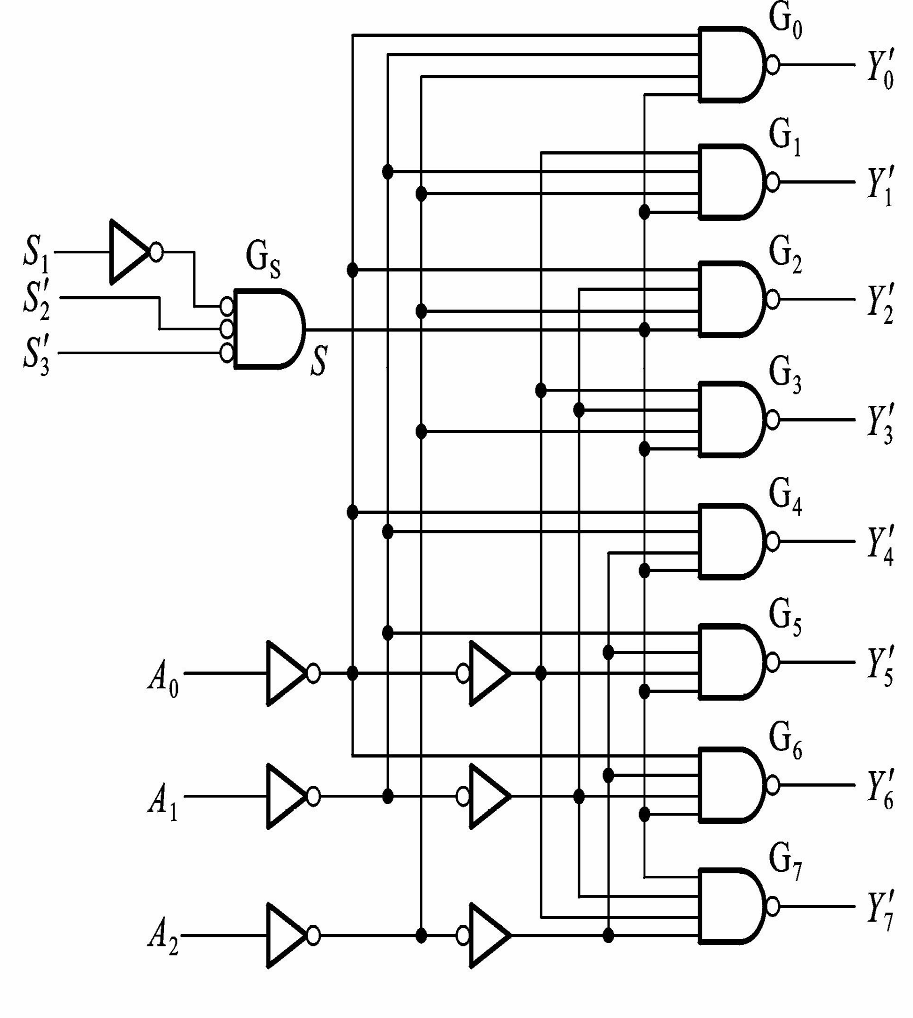 G₀
Y′₀
G₁
Y′₁
S₁
Gₛ
G₂
S′₂
Y′₂
S′₃
S
G₃
Y′₃
G₄
Y′₄
G₅
A₀
Y′₅
G₆
A₁
Y′₆
G₇
A₂
Y′₇